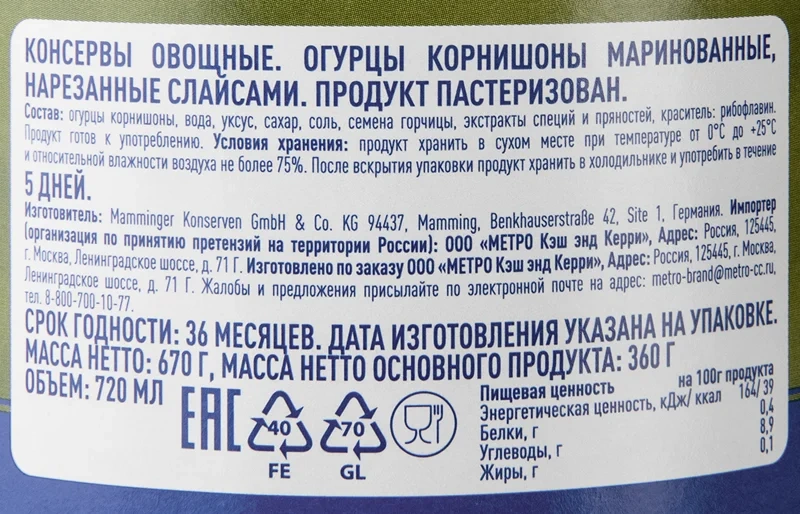 КОНСЕРВЫ ОВОЩНЫЕ. ОГУРЦЫ КОРНИШОНЫ МАРИНОВАННЫЕ,
НАРЕЗАННЫЕ СЛАЙСАМИ. ПРОДУКТ ПАСТЕРИЗОВАН.
Состав: огурцы корнишоны, вода, уксус, сахар, соль, семена горчицы, экстракты специй и пряностей, краситель: рибофлавин.
Продукт готов к употреблению. Условия хранения: продукт хранить в сухом месте при температуре от 0°С до +25°С
и относительной влажности воздуха не более 75%. После вскрытия упаковки продукт хранить в холодильнике и употребить в течение
5 ДНЕЙ.
Изготовитель: Mamminger Konserven GmbH & Co. KG 94437, Mamming, Benkhauserstraße 42, Site 1, Германия. Импортер
(организация по принятию претензий на территории России): ООО «МЕТРО Кэш энд Керри», Адрес: Россия, 125445,
г. Москва, Ленинградское шоссе, д. 71 Г. Изготовлено по заказу ООО «МЕТРО Кэш энд Керри», Адрес: Россия, 125445, г. Москва,
Ленинградское шоссе, д. 71 Г. Жалобы и предложения присылайте по электронной почте на адрес: metro-brand@metro-cc.ru,
тел. 8-800-700-10-77.
СРОК ГОДНОСТИ: 36 МЕСЯЦЕВ. ДАТА ИЗГОТОВЛЕНИЯ УКАЗАНА НА УПАКОВКЕ.
МАССА НЕТТО: 670 Г, МАССА НЕТТО ОСНОВНОГО ПРОДУКТА: 360 Г
ОБЪЕМ: 720 МЛ
EAC
40
FE
70
GL
Пищевая ценность на 100г продукта
Энергетическая ценность, кДж/ ккал 164/ 39
Белки, г 0,4
Углеводы, г 8,9
Жиры, г 0,1